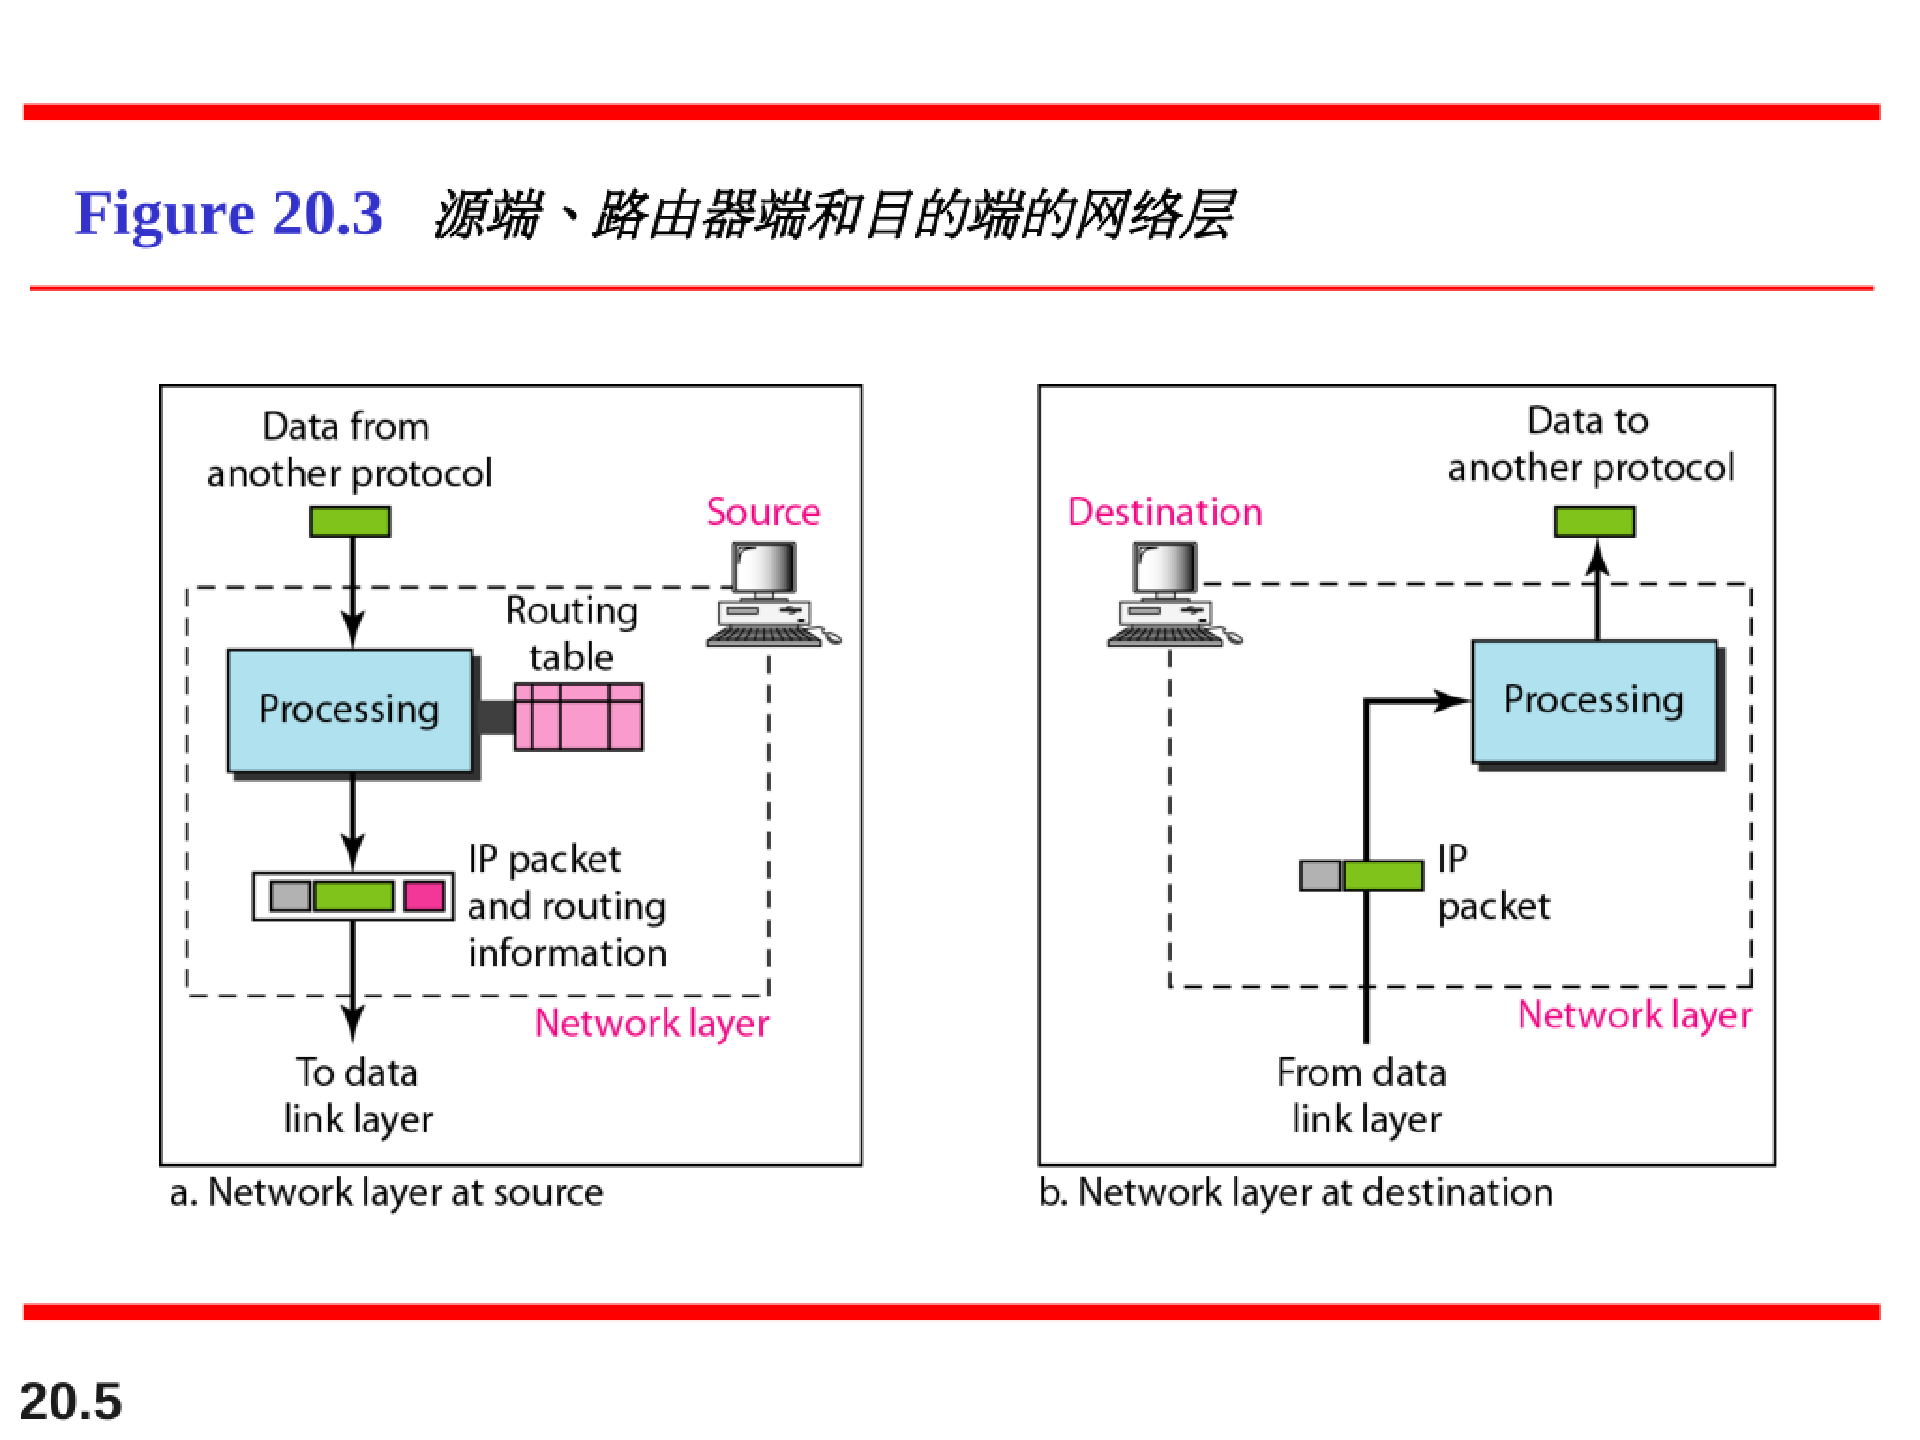 Figure 20.3 源端、路由器端和目的端的网络层
Data from
another protocol
Source
Routing
table
Processing
IP packet
and routing
information
Network layer
To data
link layer
a. Network layer at source
Data to
another protocol
Destination
Processing
IP
packet
Network layer
From data
link layer
b. Network layer at destination
20.5